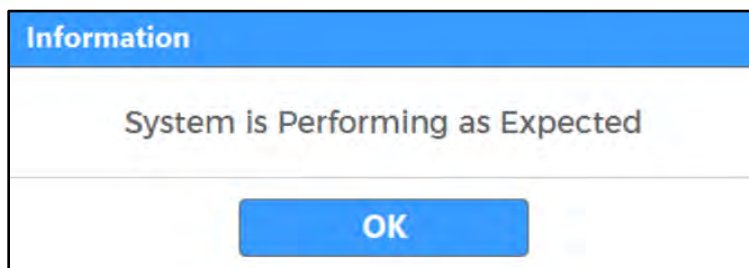 Information
System is Performing as Expected
OK